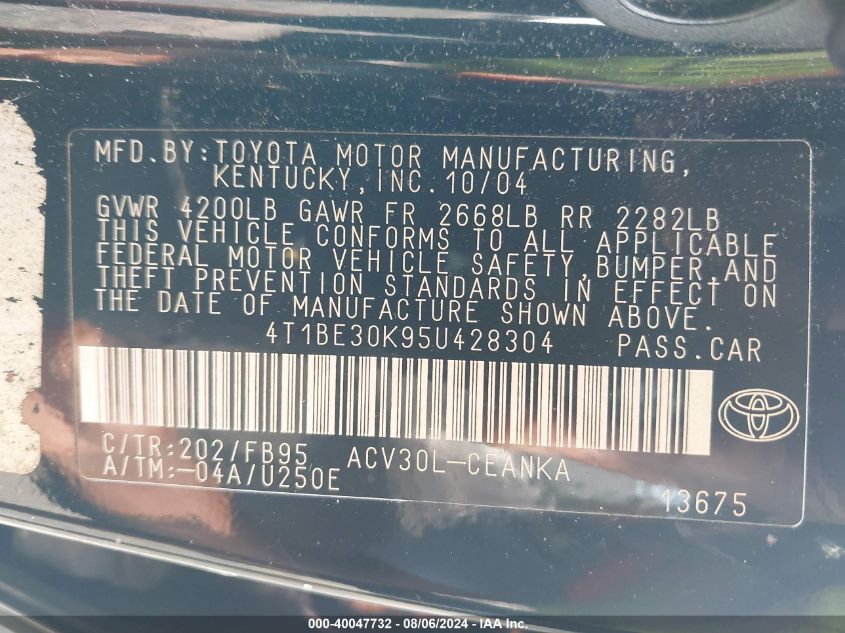 MFD.BY:TOYOTA MOTOR MANUFACTURING,
KENTUCKY,INC.10/04
GVWR 4200LB GAWR FR 2668LB RR 2282LB
THIS VEHICLE CONFORMS TO ALL APPLICABLE
FEDERAL MOTOR VEHICLE SAFETY,BUMPER,AND
THEFT PREVENTION STANDARDS IN EFFECT ON
THE DATE OF MANUFACTURE SHOWN ABOVE.
4T1BE30K95U428304 PASS.CAR
C/TR:202/FB95 ACV30L-CEANKA
A/TM:-04A/U250E
13675
000-40047732 - 08/06/2024 - IAA Inc.